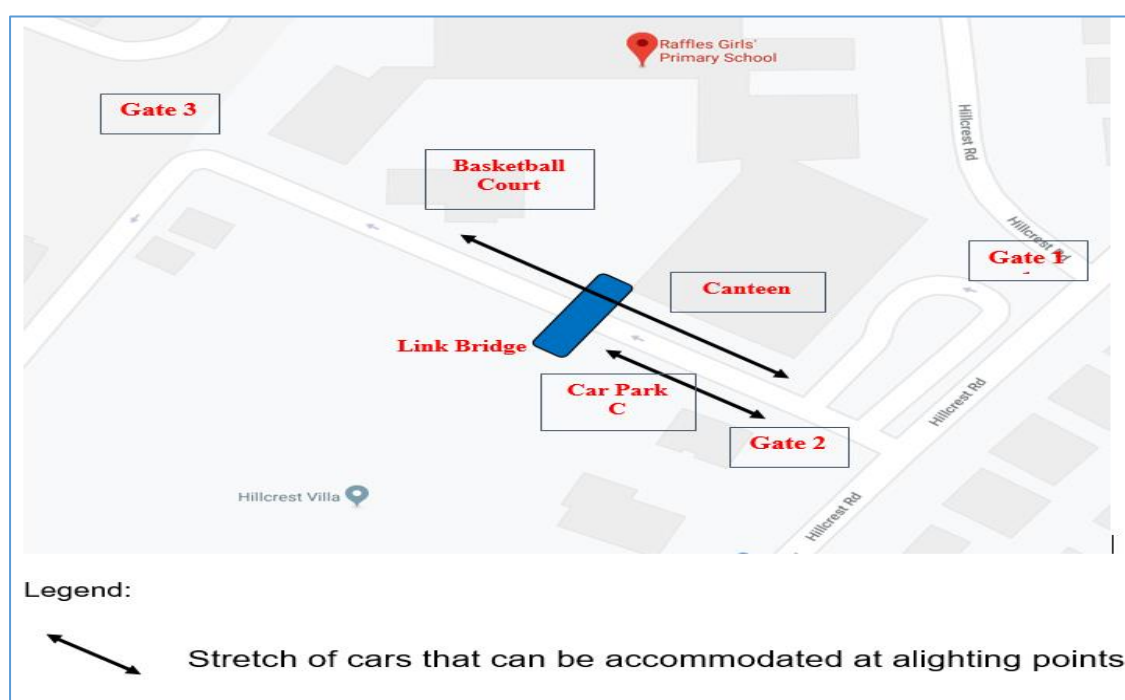 Raffles Girls'
Primary School
Gate 3
Hillcrest Rd
Basketball
Court
Hillcrest Rd
Gate 1
Canteen
Link Bridge
Car Park
C
Hillcrest Rd
Gate 2
Hillcrest Villa
Hillcrest Rd
Legend:
Stretch of cars that can be accommodated at alighting points